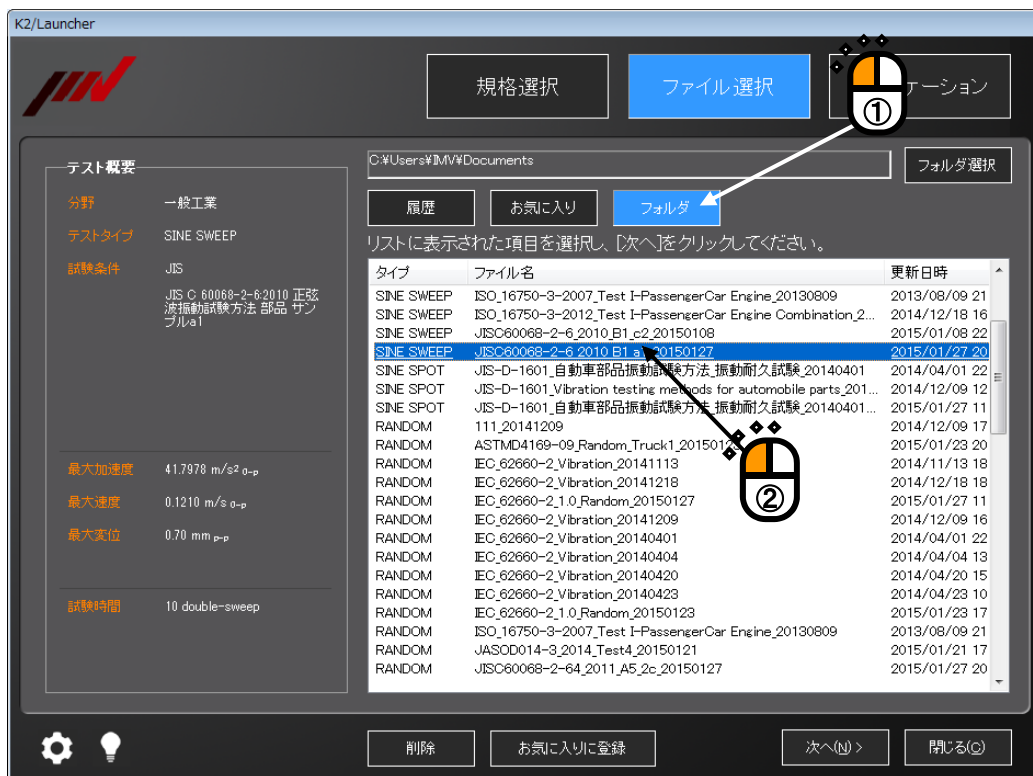 K2/Launcher
規格選択
ファイル選択
ケーション
①
テスト概要
C:¥Users¥IMV¥Documents
フォルダ選択
分野 一般工業
履歴 お気に入り フォルダ
テストタイプ SINE SWEEP
リストに表示された項目を選択し、[次へ]をクリックしてください。
試験条件 JIS
JIS C 60068-2-6:2010 正弦
波振動試験方法 部品 サン
プルa1
最大加速度 41.7978 m/s² 0-p
最大速度 0.1210 m/s 0-p
最大変位 0.70 mm p-p
試験時間 10 double-sweep
タイプ ファイル名 更新日時
SINE SWEEP ISO_16750-3-2007_Test I-PassengerCar Engine_20130809 2013/08/09 21
SINE SWEEP ISO_16750-3-2012_Test I-PassengerCar Engine Combination_2... 2014/12/18 16
SINE SWEEP JISC60068-2-6_2010_B1_c2_20150108 2015/01/08 22
SINE SWEEP JISC60068-2-6_2010_B1_a 20150127 2015/01/27 20
SINE SPOT JIS-D-1601_自動車部品振動試験方法_振動耐久試験_20140401 2014/04/01 22
SINE SPOT JIS-D-1601_Vibration testing methods for automobile parts_201... 2014/12/09 12
SINE SPOT JIS-D-1601_自動車部品振動試験方法_振動耐久試験_20140401... 2015/01/27 11
RANDOM 111_20141209 2014/12/09 17
RANDOM ASTMD4169-09_Random_Truck1_20150123 2015/01/23 20
RANDOM IEC_62660-2_Vibration_20141113 2014/11/13 18
RANDOM IEC_62660-2_Vibration_20141218 2014/12/18 18
RANDOM IEC_62660-2_1.0_Random_20150127 2015/01/27 11
②
RANDOM IEC_62660-2_Vibration_20141209 2014/12/09 16
RANDOM IEC_62660-2_Vibration_20140401 2014/04/01 22
RANDOM IEC_62660-2_Vibration_20140404 2014/04/04 13
RANDOM IEC_62660-2_Vibration_20140420 2014/04/20 15
RANDOM IEC_62660-2_Vibration_20140423 2014/04/23 10
RANDOM IEC_62660-2_1.0_Random_20150123 2015/01/23 17
RANDOM ISO_16750-3-2007_Test I-PassengerCar Engine_20130809 2013/08/09 21
RANDOM JASOD014-3_2014_Test4_20150121 2015/01/21 17
RANDOM JISC60068-2-64_2011_A5_2c_20150127 2015/01/27 20
削除 お気に入りに登録 次へ(N) > 閉じる(C)